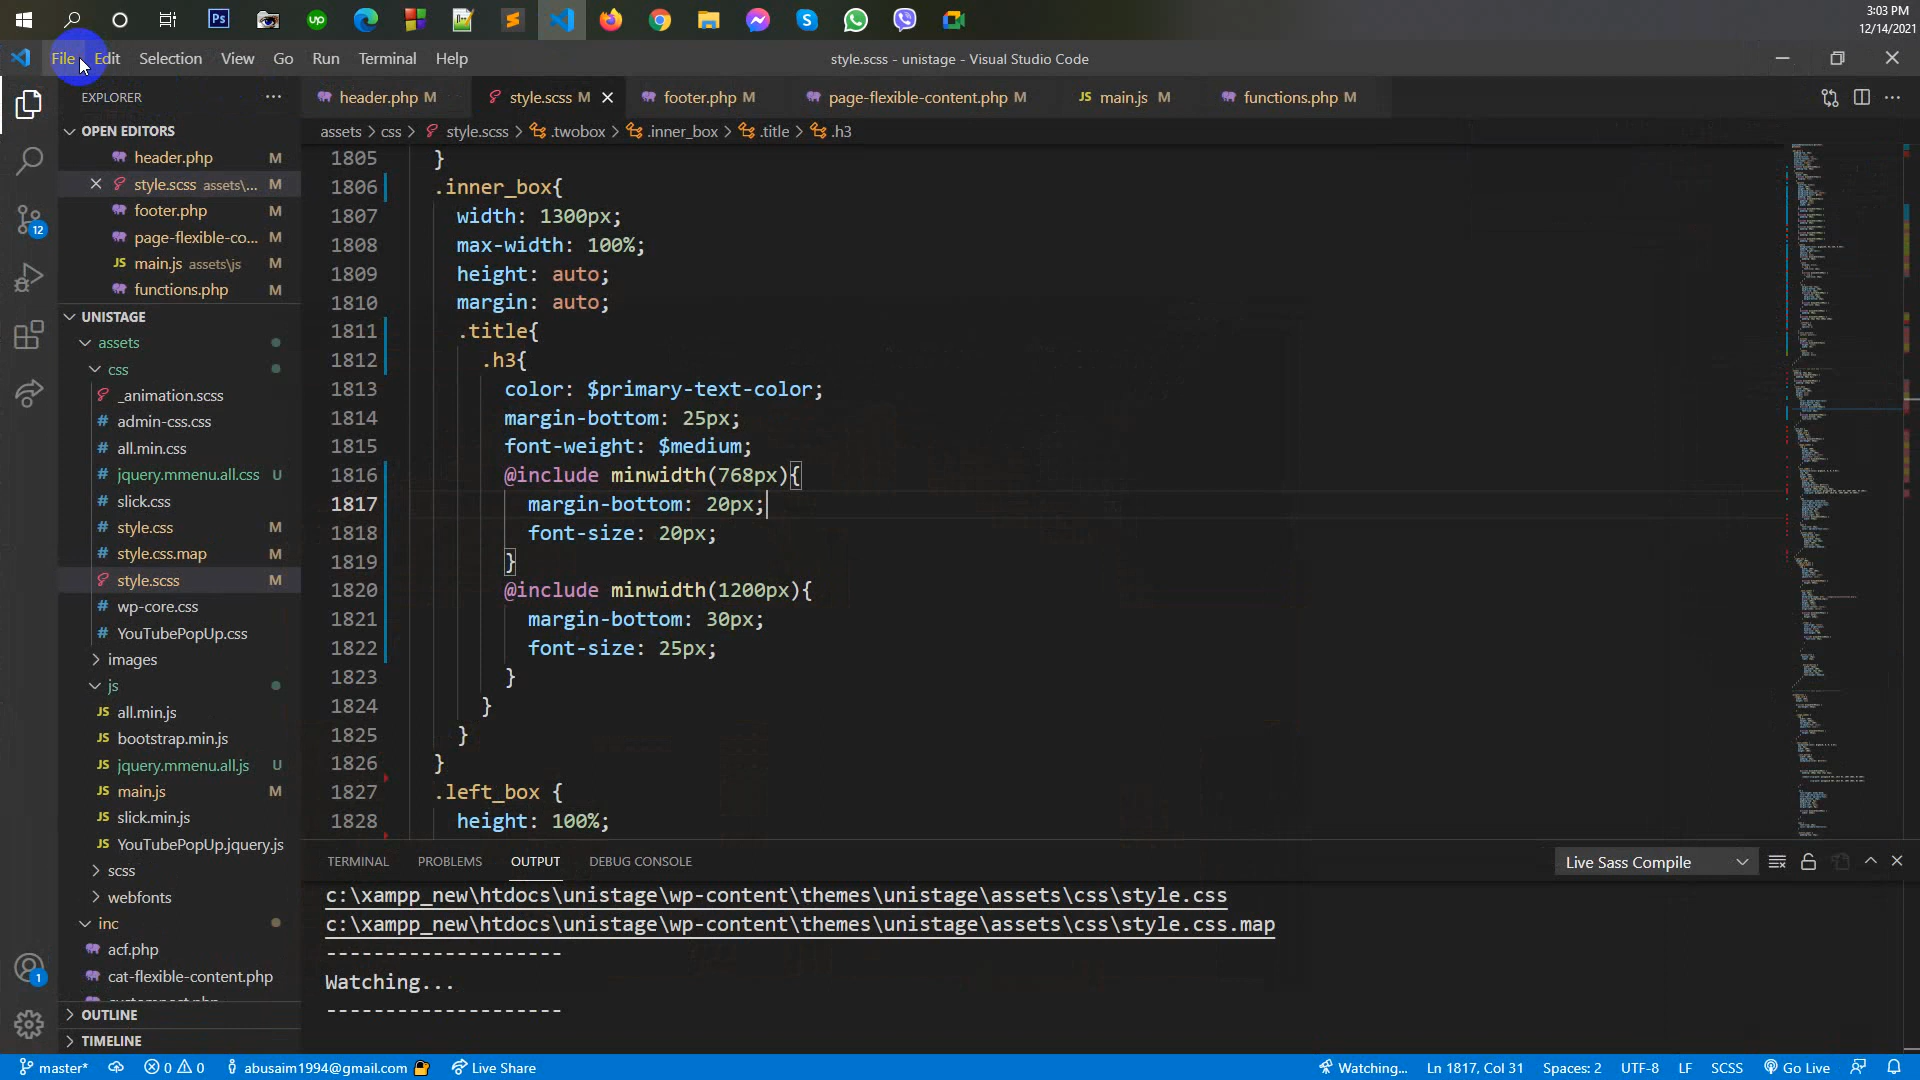 Ps
up
3:03 PM
12/14/2021
File Edit Selection View Go Run Terminal Help
style.scss - unistage - Visual Studio Code
EXPLORER
header.php M
style.scss M
footer.php M
page-flexible-content.php M
JS main.js M
functions.php M
assets > css > style.scss > .twobox > .inner_box > .title > .h3
OPEN EDITORS
header.php M
style.scss assets\... M
footer.php M
page-flexible-co... M
JS main.js assets\js M
functions.php M
UNISTAGE
assets
css
_animation.scss
# admin-css.css
# all.min.css
# jquery.mmenu.all.css U
# slick.css
# style.css M
# style.css.map M
style.scss M
# wp-core.css
# YouTubePopUp.css
images
js
JS all.min.js
JS bootstrap.min.js
JS jquery.mmenu.all.js U
JS main.js M
JS slick.min.js
JS YouTubePopUp.jquery.js
scss
webfonts
inc
acf.php
cat-flexible-content.php
OUTLINE
TIMELINE
12
1
1805 }
1806 .inner_box{
1807 width: 1300px;
1808 max-width: 100%;
1809 height: auto;
1810 margin: auto;
1811 .title{
1812 .h3{
1813 color: $primary-text-color;
1814 margin-bottom: 25px;
1815 font-weight: $medium;
1816 @include minwidth(768px){
1817 margin-bottom: 20px;
1818 font-size: 20px;
1819 }
1820 @include minwidth(1200px){
1821 margin-bottom: 30px;
1822 font-size: 25px;
1823 }
1824 }
1825 }
1826 }
1827 .left_box {
1828 height: 100%;
TERMINAL PROBLEMS OUTPUT DEBUG CONSOLE
Live Sass Compile
c:\xampp_new\htdocs\unistage\wp-content\themes\unistage\assets\css\style.css
c:\xampp_new\htdocs\unistage\wp-content\themes\unistage\assets\css\style.css.map
--------------------
Watching...
--------------------
master* 0 0 abusaim1994@gmail.com Live Share
Watching... Ln 1817, Col 31 Spaces: 2 UTF-8 LF SCSS Go Live